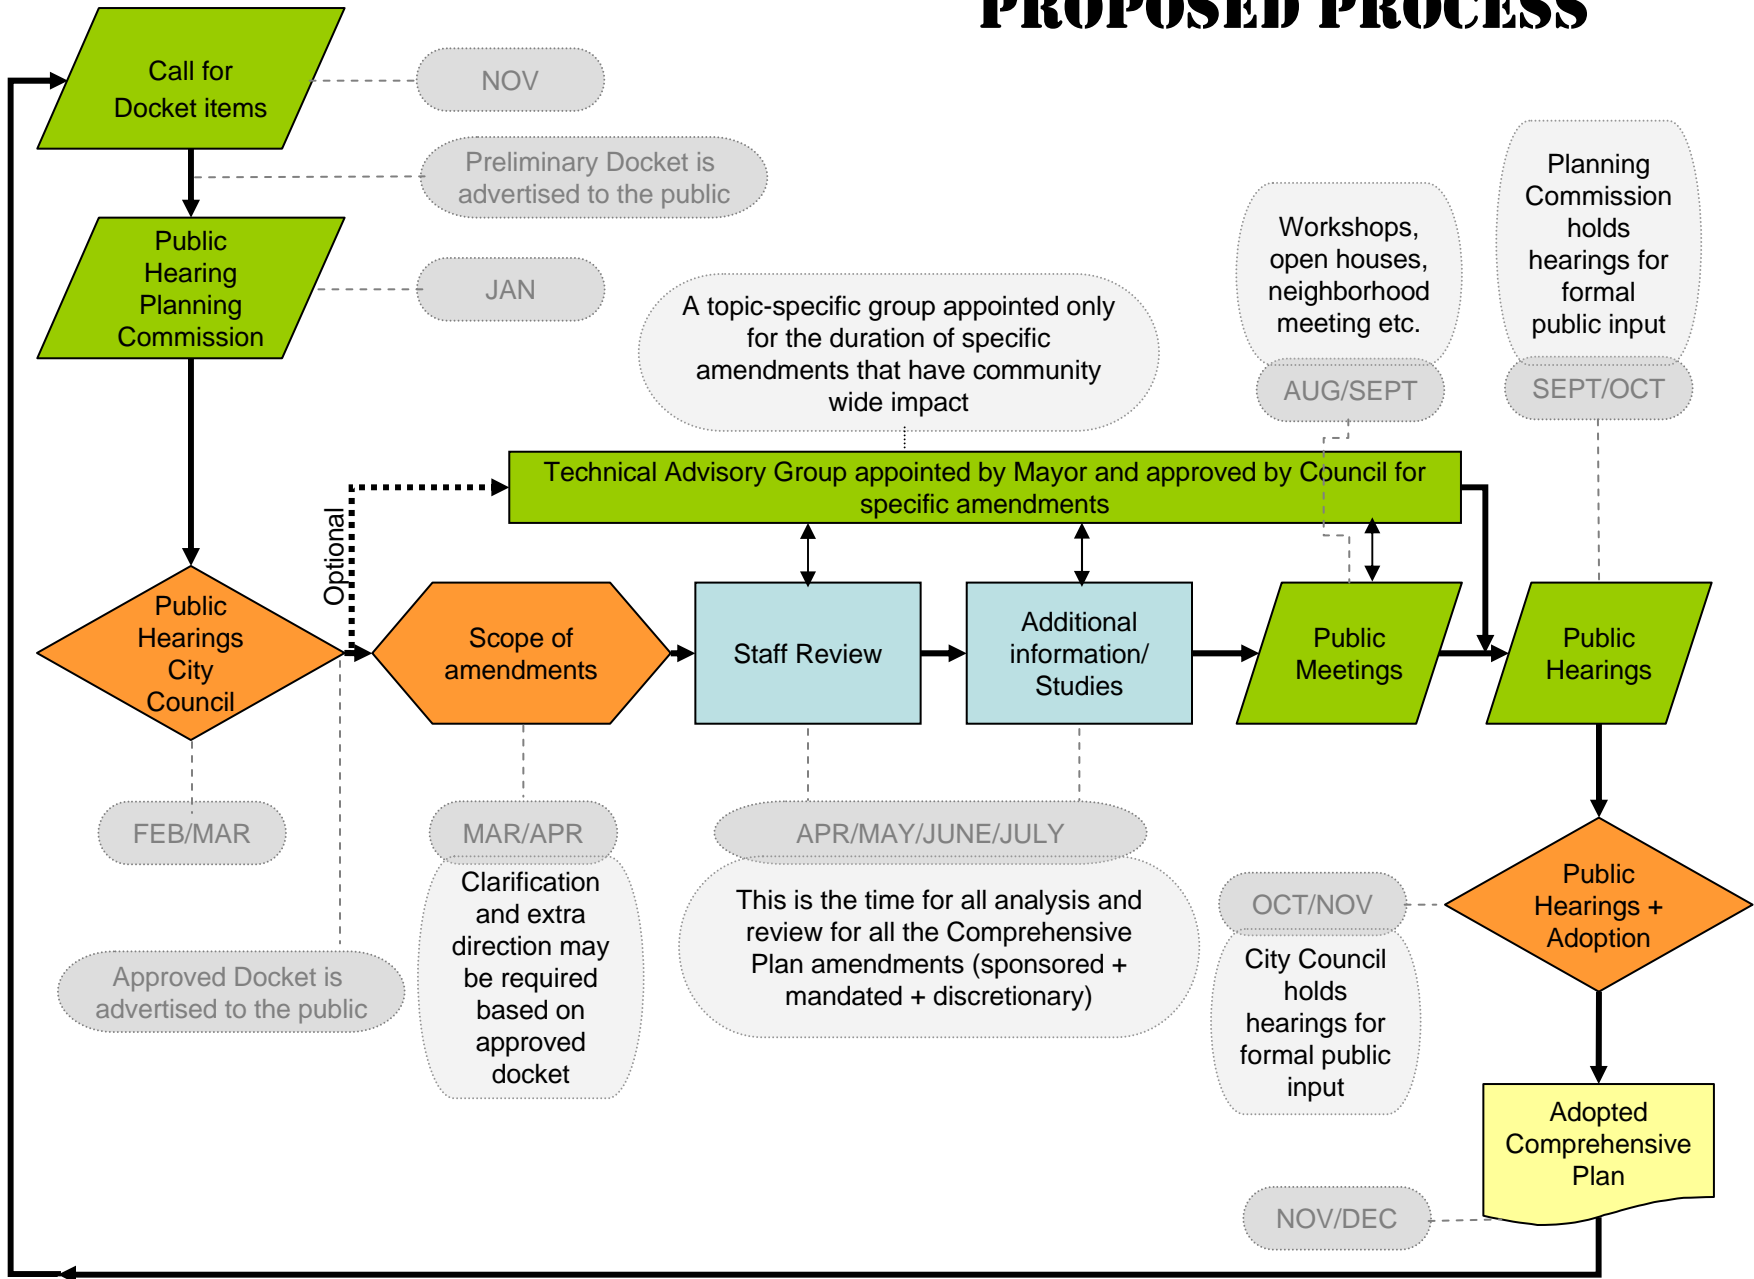 PROPOSED PROCESS
Call for
Docket items
NOV
Preliminary Docket is
advertised to the public
Public
Hearing
Planning
Commission
JAN
A topic-specific group appointed only
for the duration of specific
amendments that have community
wide impact
Workshops,
open houses,
neighborhood
meeting etc.
AUG/SEPT
Planning
Commission
holds
hearings for
formal
public input
SEPT/OCT
Technical Advisory Group appointed by Mayor and approved by Council for
specific amendments
Optional
Public
Hearings
City
Council
Scope of
amendments
Staff Review
Additional
information/
Studies
Public
Meetings
Public
Hearings
FEB/MAR
MAR/APR
Clarification
and extra
direction may
be required
based on
approved
docket
APR/MAY/JUNE/JULY
This is the time for all analysis and
review for all the Comprehensive
Plan amendments (sponsored +
mandated + discretionary)
Approved Docket is
advertised to the public
OCT/NOV
City Council
holds
hearings for
formal public
input
Public
Hearings +
Adoption
Adopted
Comprehensive
Plan
NOV/DEC